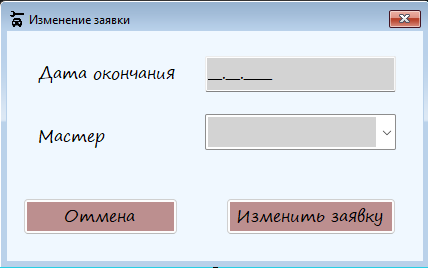 Изменение заявки
Дата окончания __.__.____
Мастер
Отмена Изменить заявку